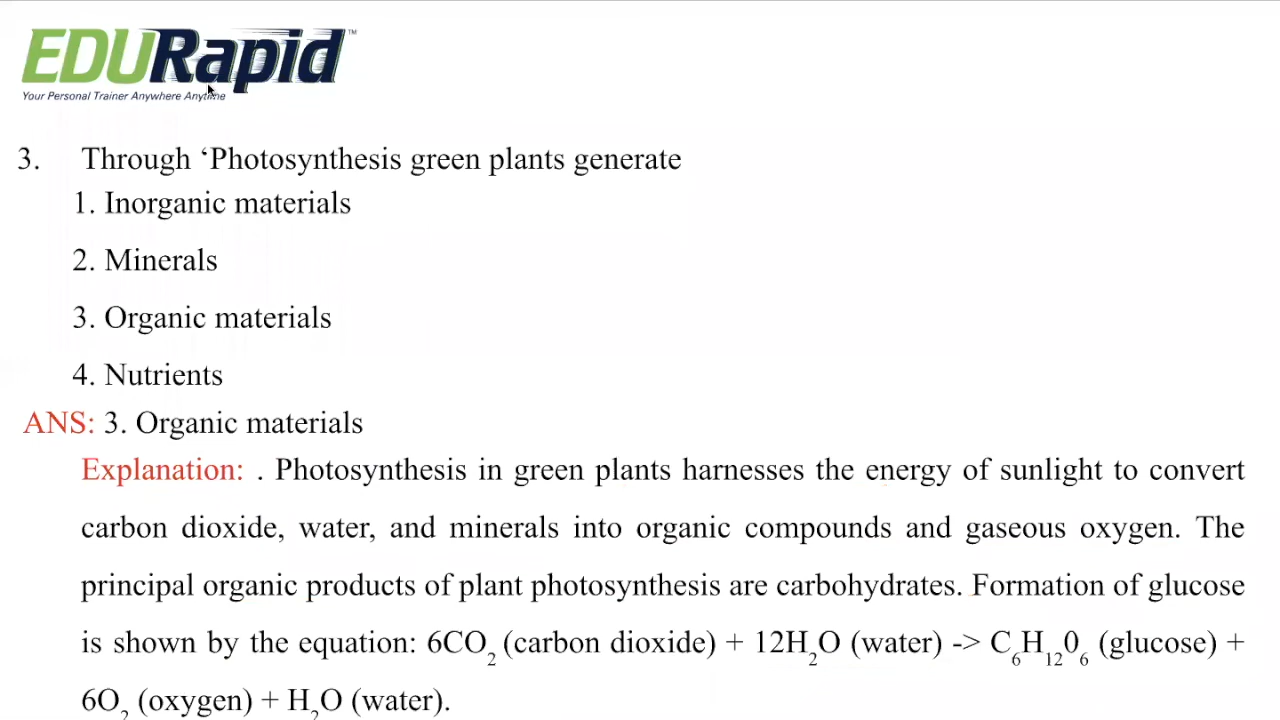 EDURapid™
Your Personal Trainer Anywhere Anytime
3. Through ‘Photosynthesis green plants generate
1. Inorganic materials
2. Minerals
3. Organic materials
4. Nutrients
ANS: 3. Organic materials
Explanation: . Photosynthesis in green plants harnesses the energy of sunlight to convert
carbon dioxide, water, and minerals into organic compounds and gaseous oxygen. The
principal organic products of plant photosynthesis are carbohydrates. Formation of glucose
is shown by the equation: 6CO₂ (carbon dioxide) + 12H₂O (water) -> C₆H₁₂0₆ (glucose) +
6O₂ (oxygen) + H₂O (water).